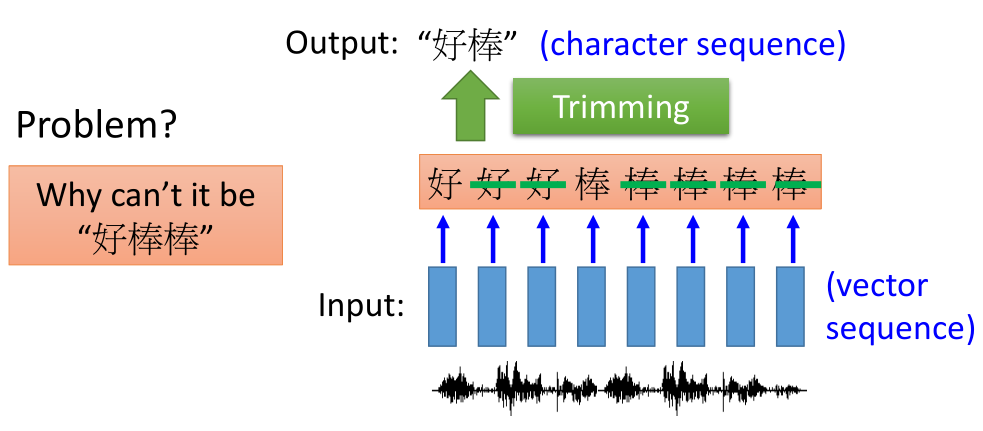 Output: “好棒” (character sequence)
Trimming
Problem?
Why can’t it be
“好棒棒”
好 好 好 棒 棒 棒 棒 棒
Input:
(vector
sequence)